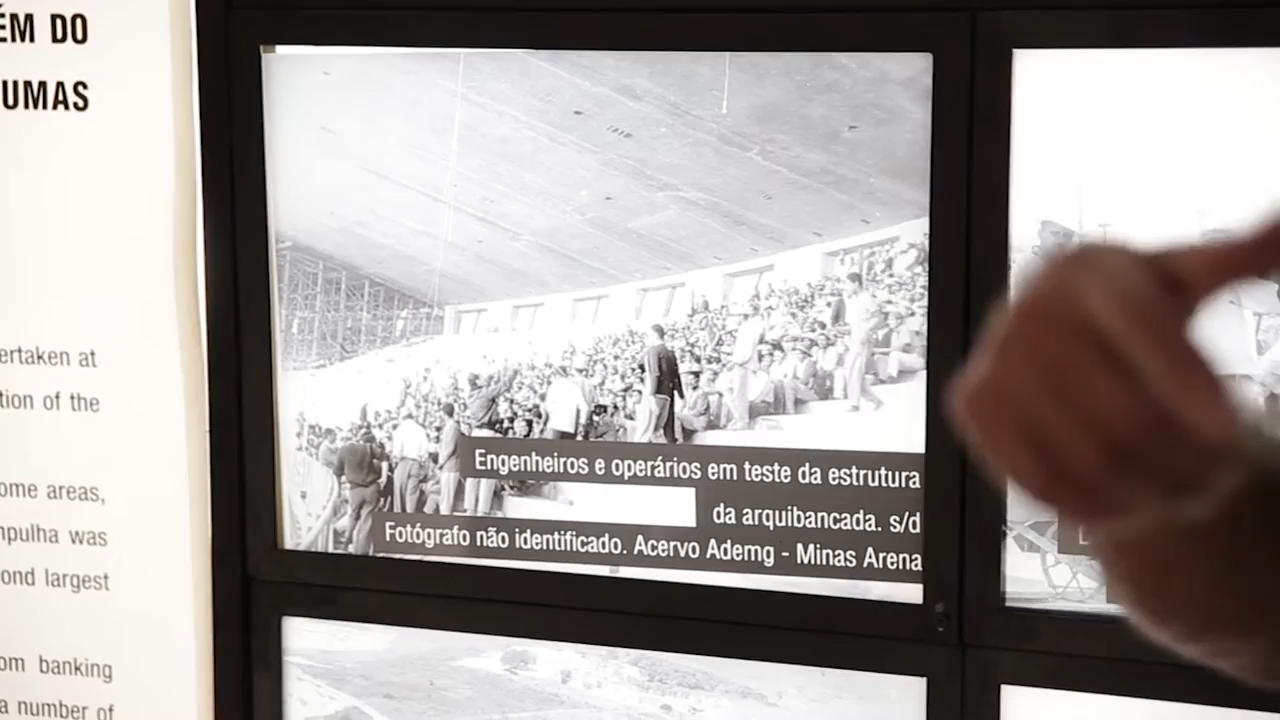 ÉM DO
UMAS
ertaken at
tion of the
ome areas,
mpulha was
ond largest
om banking
a number of
Engenheiros e operários em teste da estrutura
da arquibancada. s/d
Fotógrafo não identificado. Acervo Ademg - Minas Arena